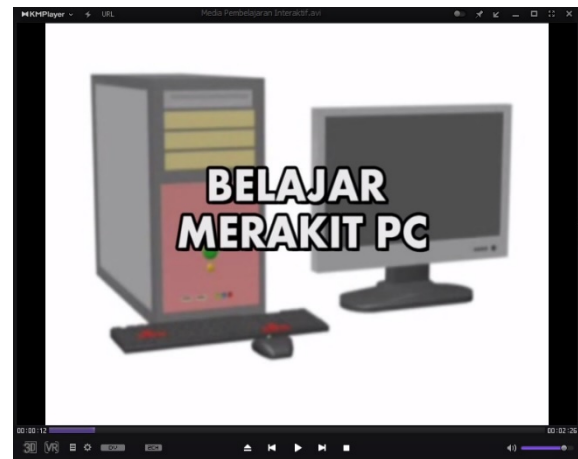 KMPlayer
URL
Media Pembelajaran Interaktif.avi
BELAJAR
MERAKIT PC
00:00:12
00:02:26
3D
VR